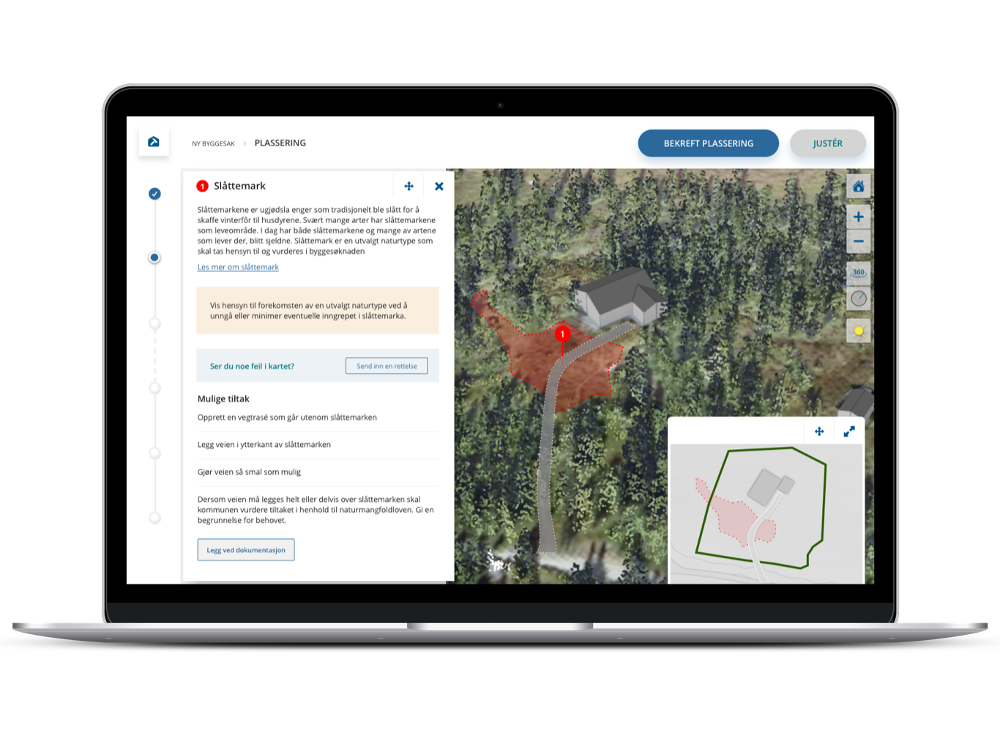 NY BYGGESAK › PLASSERING
BEKREFT PLASSERING
JUSTÉR
1 Slåttemark
Slåttemarkene er ugjødsla enger som tradisjonelt ble slått for å
skaffe vinterfôr til husdyrene. Svært mange arter har slåttemarkene
som leveområde. I dag har både slåttemarkene og mange av artene
som lever der, blitt sjeldne. Slåttemark er en utvalgt naturtype som
skal tas hensyn til og vurderes i byggesøknaden
Les mer om slåttemark
Vis hensyn til forekomsten av en utvalgt naturtype ved å
unngå eller minimer eventuelle inngrepet i slåttemarka.
Ser du noe feil i kartet?
Send inn en rettelse
Mulige tiltak
Opprett en vegtrasé som går utenom slåttemarken
Legg veien i ytterkant av slåttemarken
Gjør veien så smal som mulig
Dersom veien må legges helt eller delvis over slåttemarken skal
kommunen vurdere tiltaket i henhold til naturmangfoldloven. Gi en
begrunnelse for behovet.
Legg ved dokumentasjon
1
360